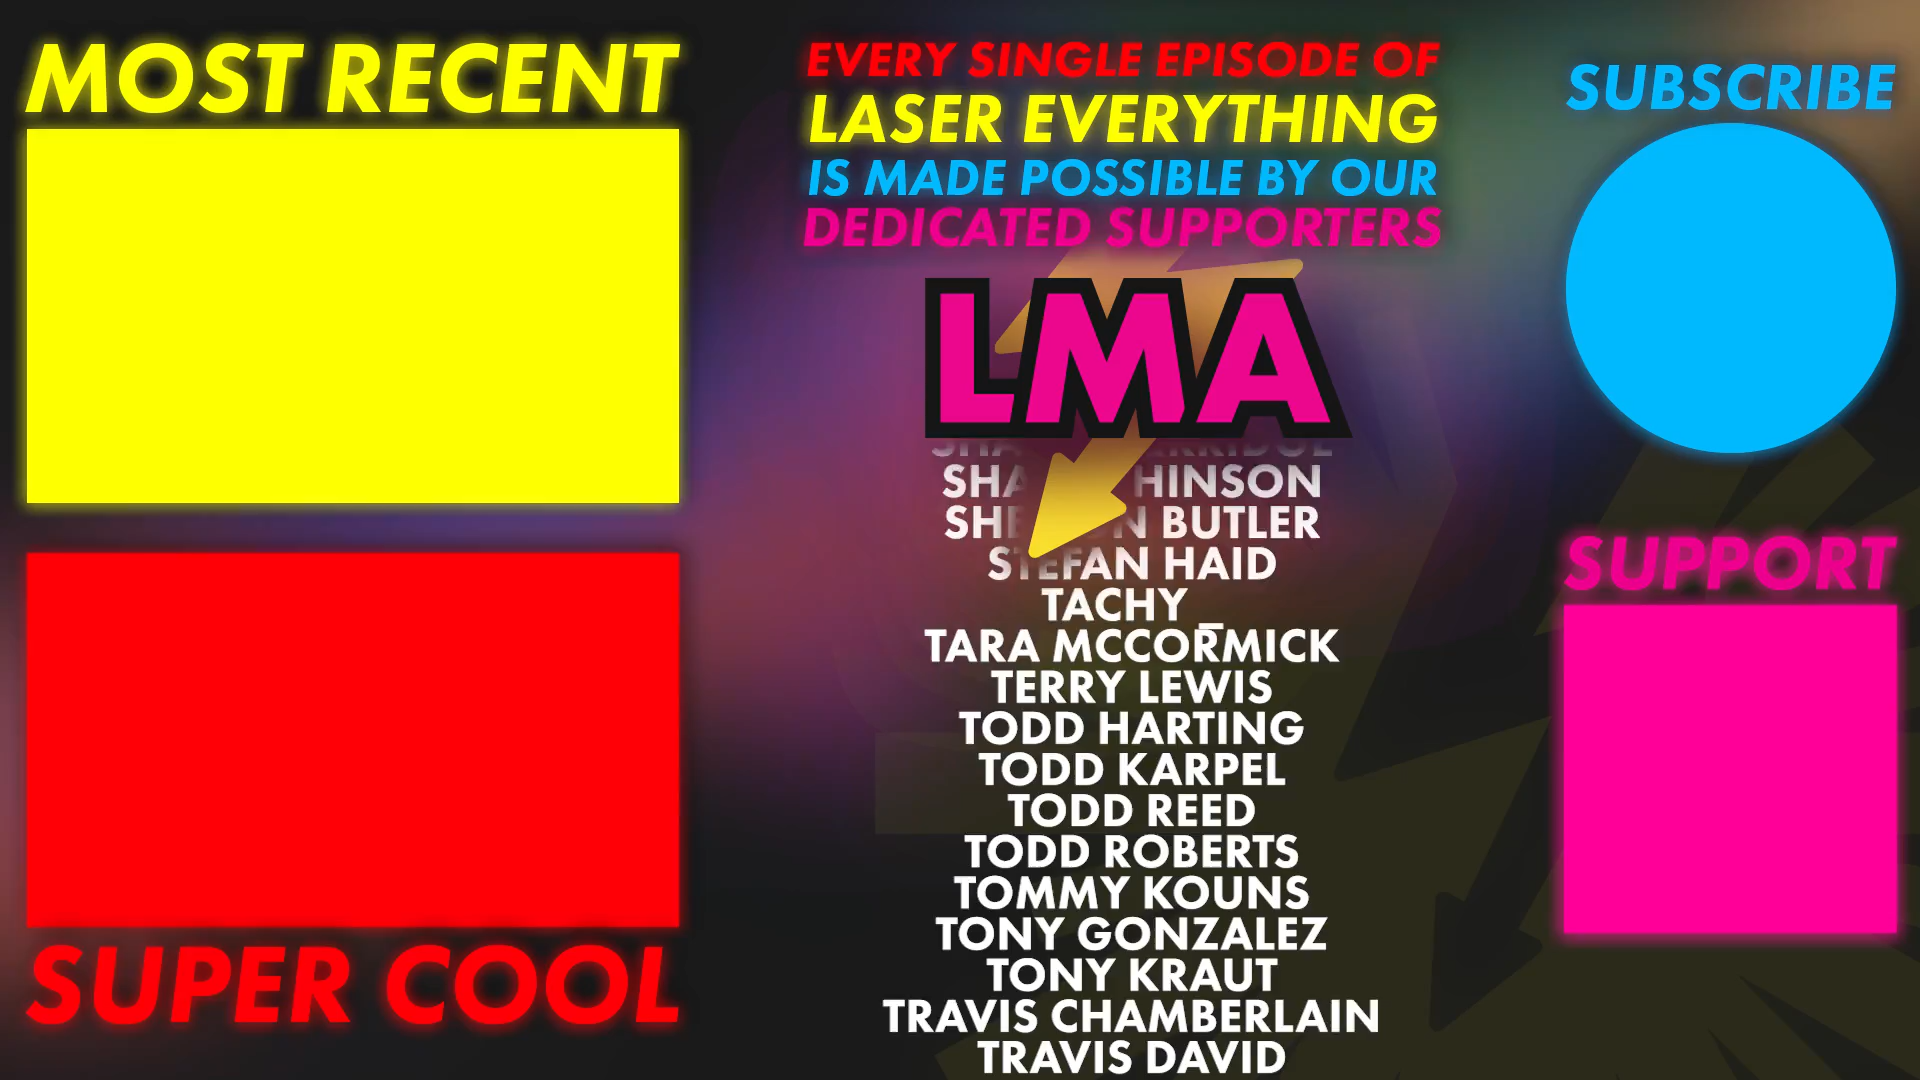 MOST RECENT
SUPER COOL
EVERY SINGLE EPISODE OF
LASER EVERYTHING
IS MADE POSSIBLE BY OUR
DEDICATED SUPPORTERS
LMA
BUTLER
STEFAN HAID
TACHY _
TARA MCCORMICK
TERRY LEWIS
TODD HARTING
TODD KARPEL
TODD REED
TODD ROBERTS
TOMMY KOUNS
TONY GONZALEZ
TONY KRAUT
TRAVIS CHAMBERLAIN
TRAVIS DAVID
SUBSCRIBE
SUPPORT